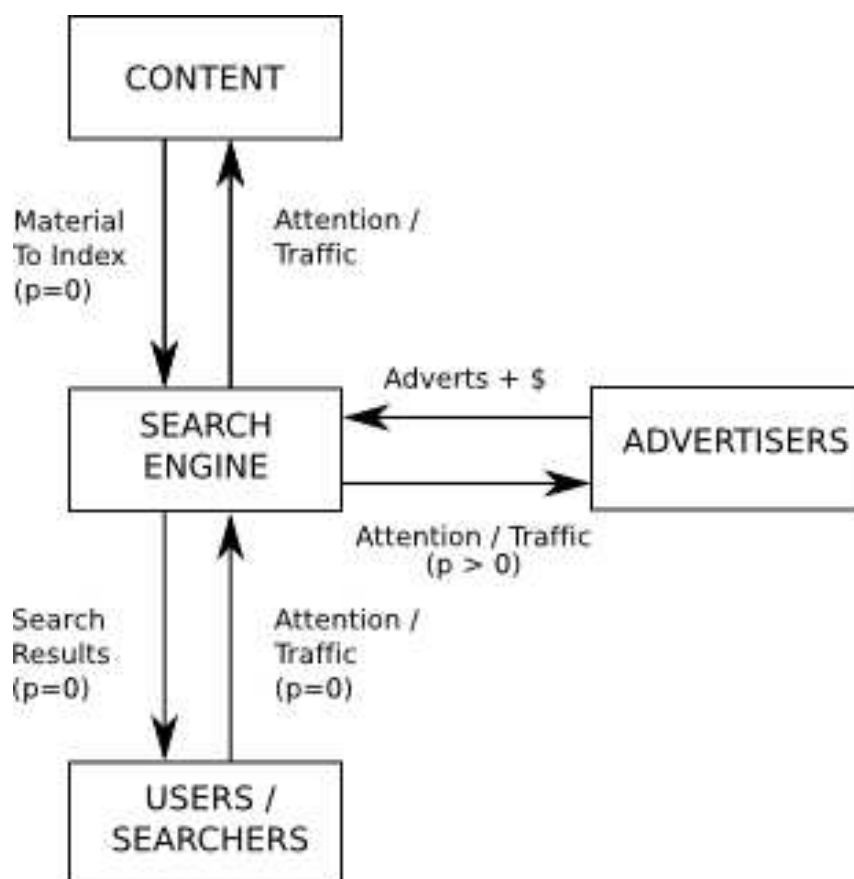 CONTENT
Material
To Index
(p=0)
Attention /
Traffic
SEARCH
ENGINE
Adverts + $
ADVERTISERS
Attention / Traffic
(p > 0)
Search
Results
(p=0)
Attention /
Traffic
(p=0)
USERS /
SEARCHERS